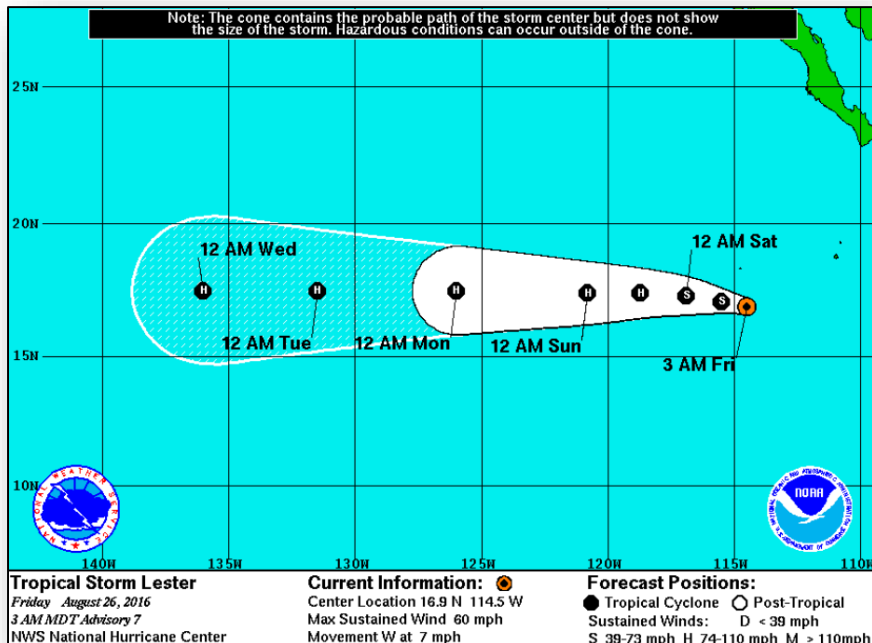 Note: The cone contains the probable path of the storm center but does not show
the size of the storm. Hazardous conditions can occur outside of the cone.
25N
20N
12 AM Wed
12 AM Sat
12 AM Tue
12 AM Mon
12 AM Sun
3 AM Fri
15N
10N
H
H
H
H
H
S
S
NATIONAL WEATHER SERVICE
NOAA
140W
135W
130W
125W
120W
115W
110W
Tropical Storm Lester
Friday August 26, 2016
3 AM MDT Advisory 7
NWS National Hurricane Center
Current Information:
Center Location 16.9 N 114.5 W
Max Sustained Wind 60 mph
Movement W at 7 mph
Forecast Positions:
Tropical Cyclone Post-Tropical
Sustained Winds: D < 39 mph
S 39-73 mph H 74-110 mph M > 110mph